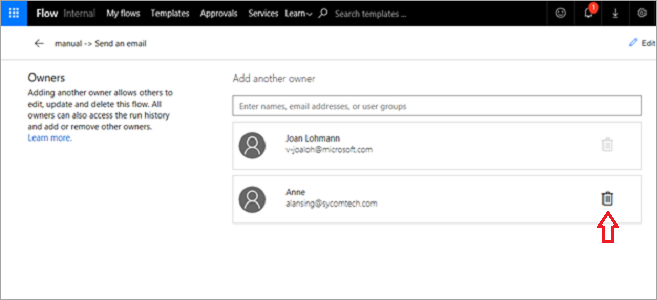 Flow Internal My flows Templates Approvals Services Learn Search templates 1
manual -> Send an email Edit
Owners
Adding another owner allows others to
edit, update and delete this flow. All
owners can also access the run history
and add or remove other owners.
Learn more.
Add another owner
Enter names, email addresses, or user groups
Joan Lohmann
v-joaloh@microsoft.com
Anne
alansing@sycomtech.com